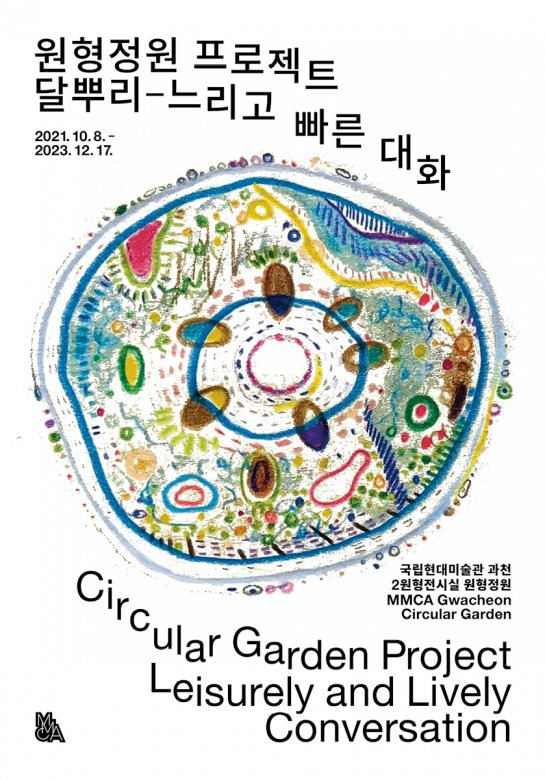 원형정원 프로젝트
달뿌리–느리고 빠른 대화
2021. 10. 8. –
2023. 12. 17.
국립현대미술관 과천
2원형전시실 원형정원
MMCA Gwacheon
Circular Garden
Circular Garden Project
Leisurely and Lively
Conversation
MMCA